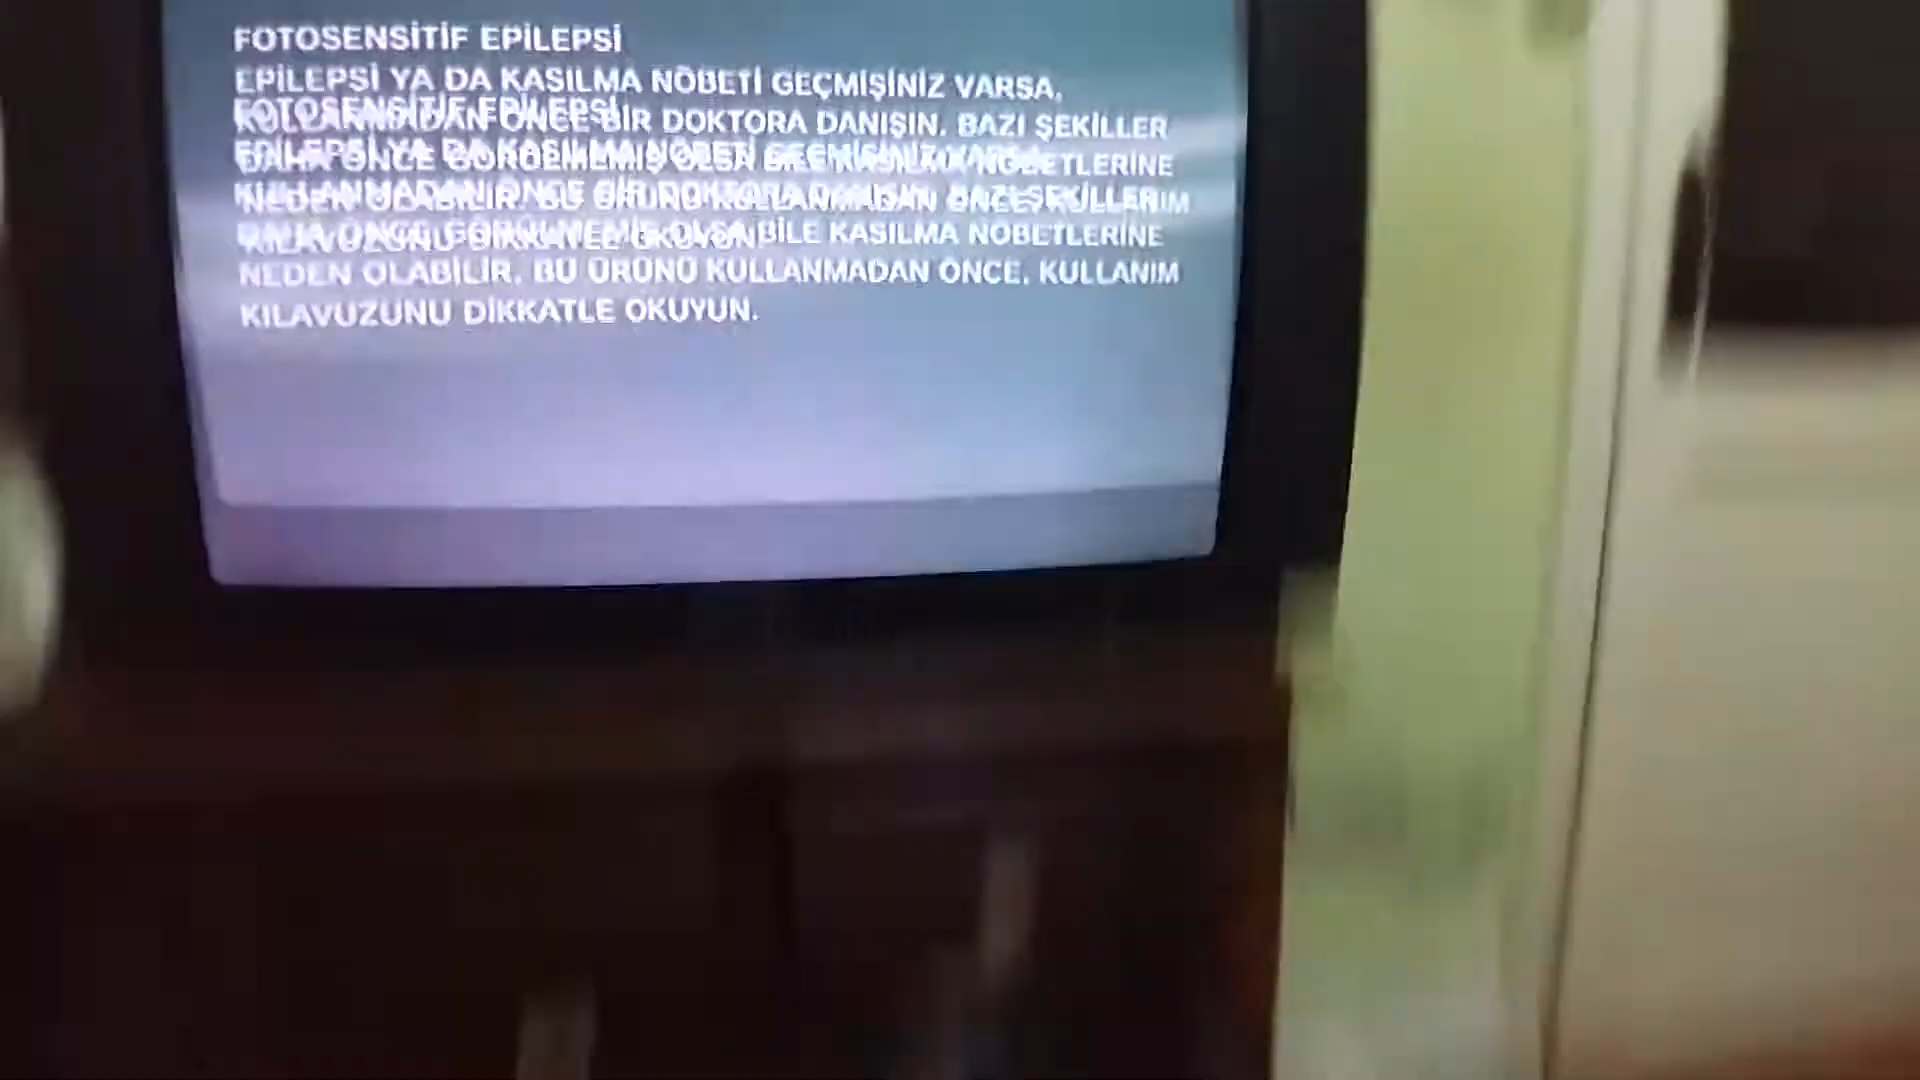 FOTOSENSİTİF EPİLEPSİ
EPİLEPSİ YA DA KASILMA NÖBETİ GEÇMİŞİNİZ VARSA,
KULLANMADAN ÖNCE BİR DOKTORA DANIŞIN. BAZI ŞEKİLLER
DAHA ÖNCE GÖRÜLMEMİŞ OLSA BİLE KASILMA NÖBETLERİNE
NEDEN OLABİLİR. BU ÜRÜNÜ KULLANMADAN ÖNCE, KULLANIM
KILAVUZUNU DİKKATLE OKUYUN.